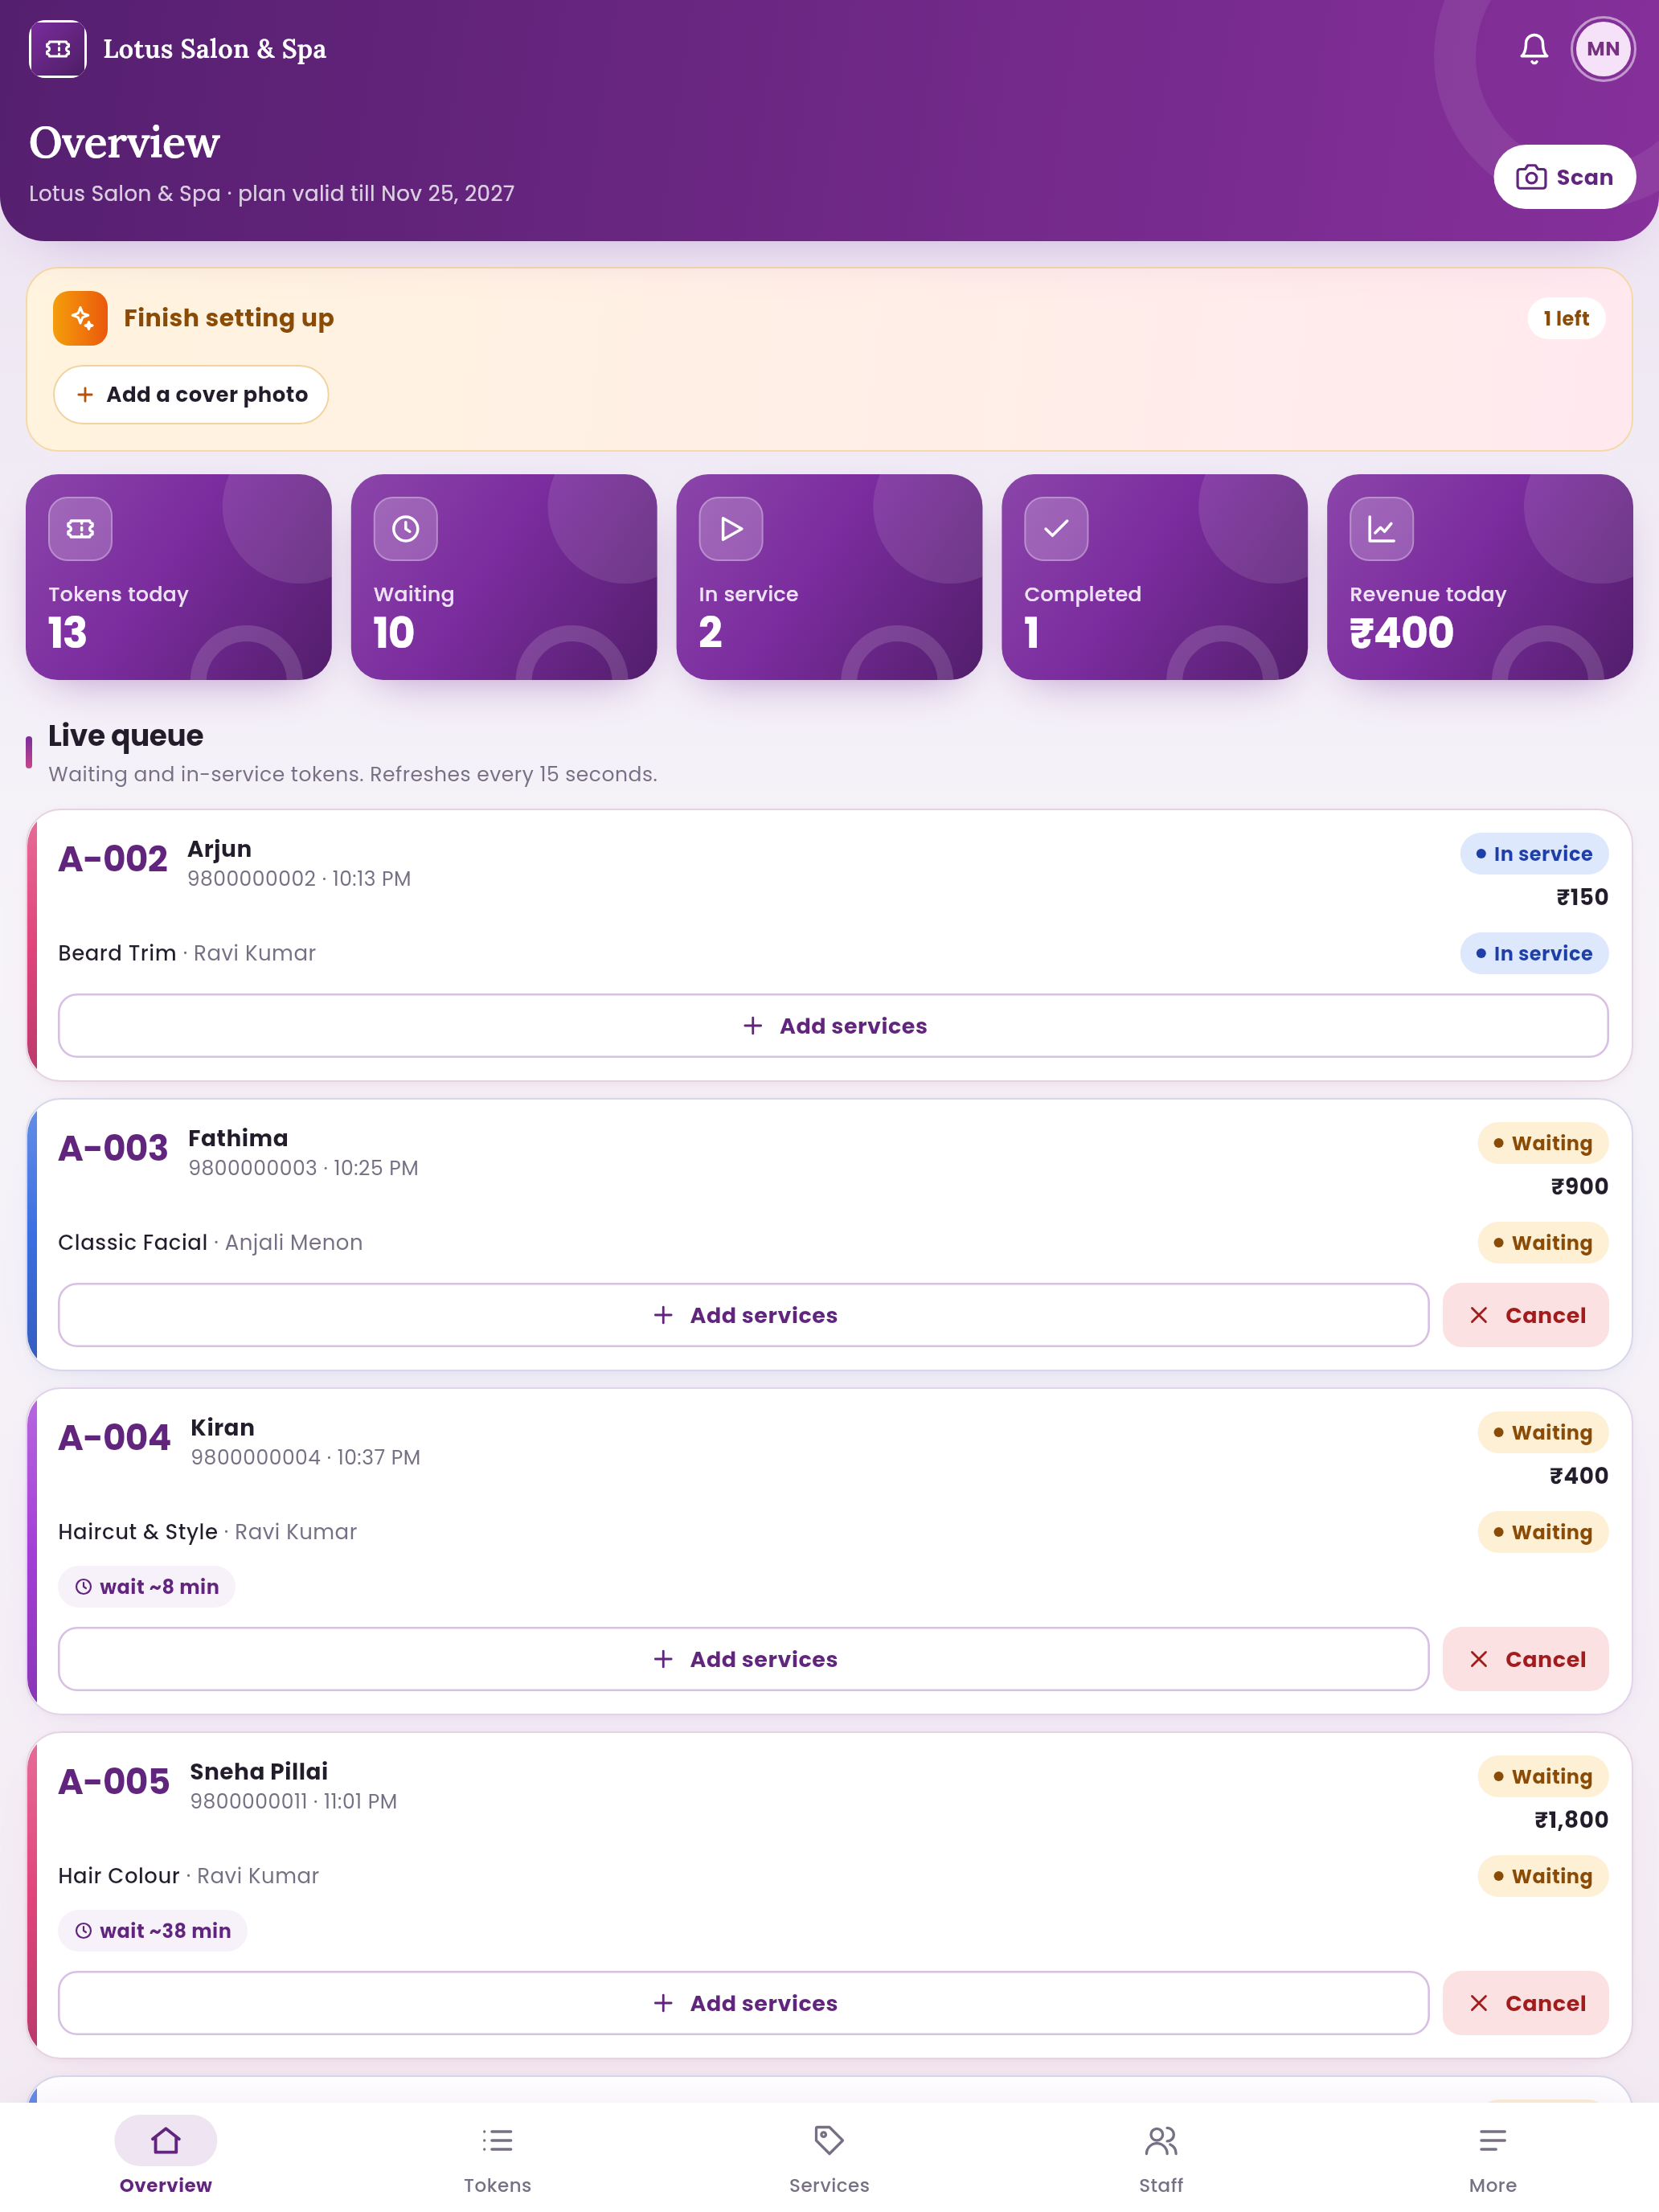 Lotus Salon & Spa
MN
Overview
Lotus Salon & Spa · plan valid till Nov 25, 2027
Scan
Finish setting up
1 left
Add a cover photo
Tokens today
13
Waiting
10
In service
2
Completed
1
Revenue today
₹400
Live queue
Waiting and in-service tokens. Refreshes every 15 seconds.
A-002
Arjun
9800000002 · 10:13 PM
In service
₹150
Beard Trim · Ravi Kumar
In service
Add services
A-003
Fathima
9800000003 · 10:25 PM
Waiting
₹900
Classic Facial · Anjali Menon
Waiting
Add services
Cancel
A-004
Kiran
9800000004 · 10:37 PM
Waiting
₹400
Haircut & Style · Ravi Kumar
Waiting
wait ~8 min
Add services
Cancel
A-005
Sneha Pillai
9800000011 · 11:01 PM
Waiting
₹1,800
Hair Colour · Ravi Kumar
Waiting
wait ~38 min
Add services
Cancel
Overview
Tokens
Services
Staff
More